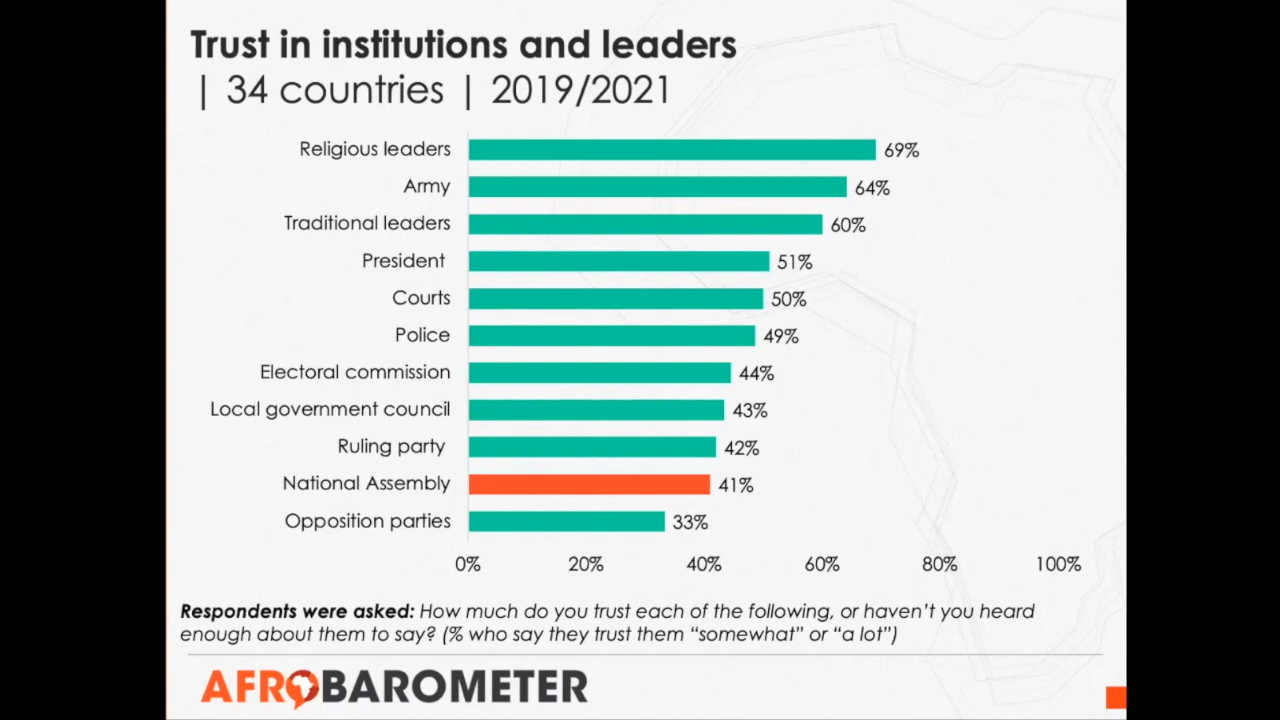 Trust in institutions and leaders
| 34 countries | 2019/2021
Religious leaders 69%
Army 64%
Traditional leaders 60%
President 51%
Courts 50%
Police 49%
Electoral commission 44%
Local government council 43%
Ruling party 42%
National Assembly 41%
Opposition parties 33%
0% 20% 40% 60% 80% 100%
Respondents were asked: How much do you trust each of the following, or haven't you heard
enough about them to say? (% who say they trust them “somewhat” or “a lot”)
AFROBAROMETER